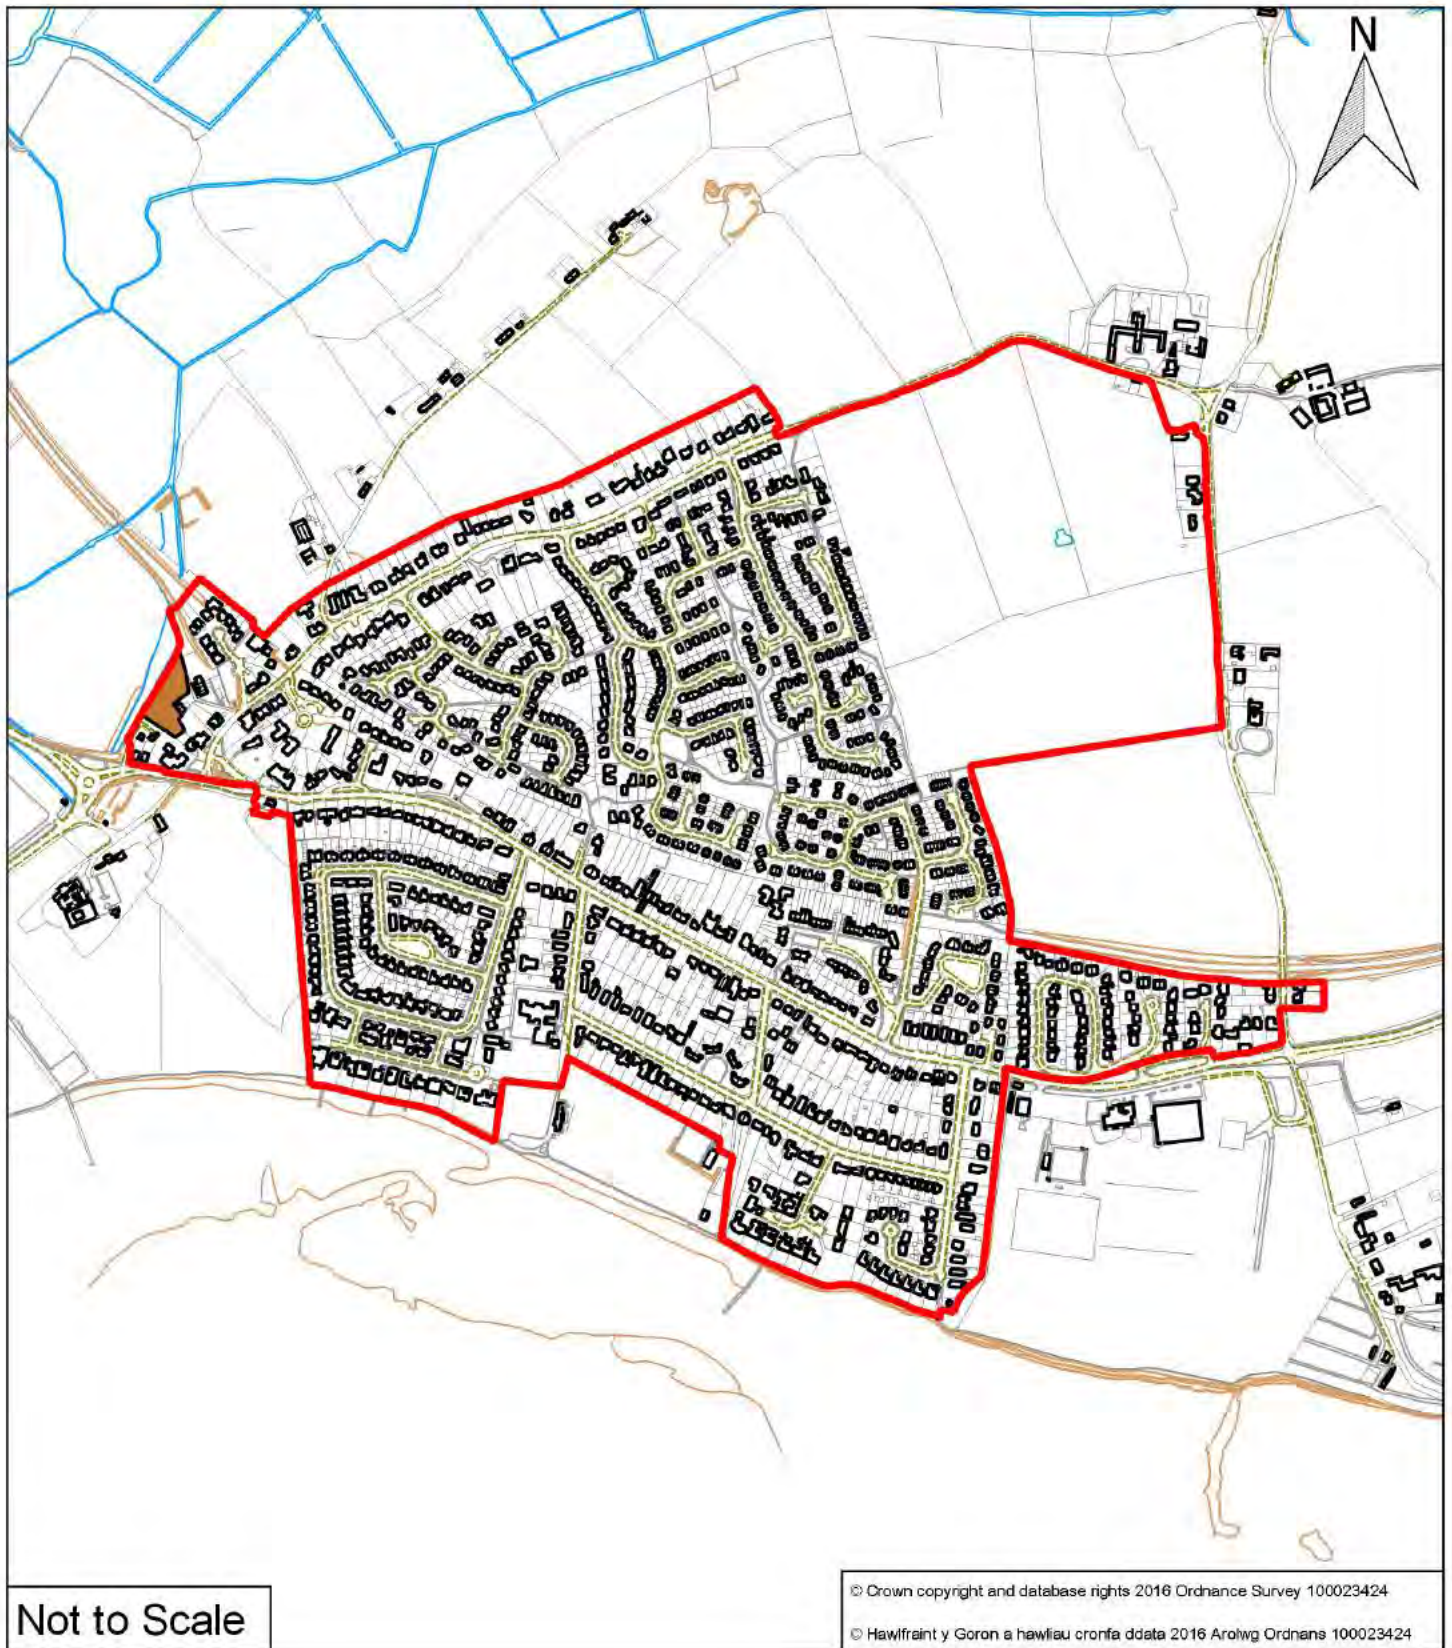 N
Not to Scale
© Crown copyright and database rights 2016 Ordnance Survey 100023424
© Hawlfraint y Goron a hawliau cronfa ddata 2016 Arolwg Ordnans 100023424